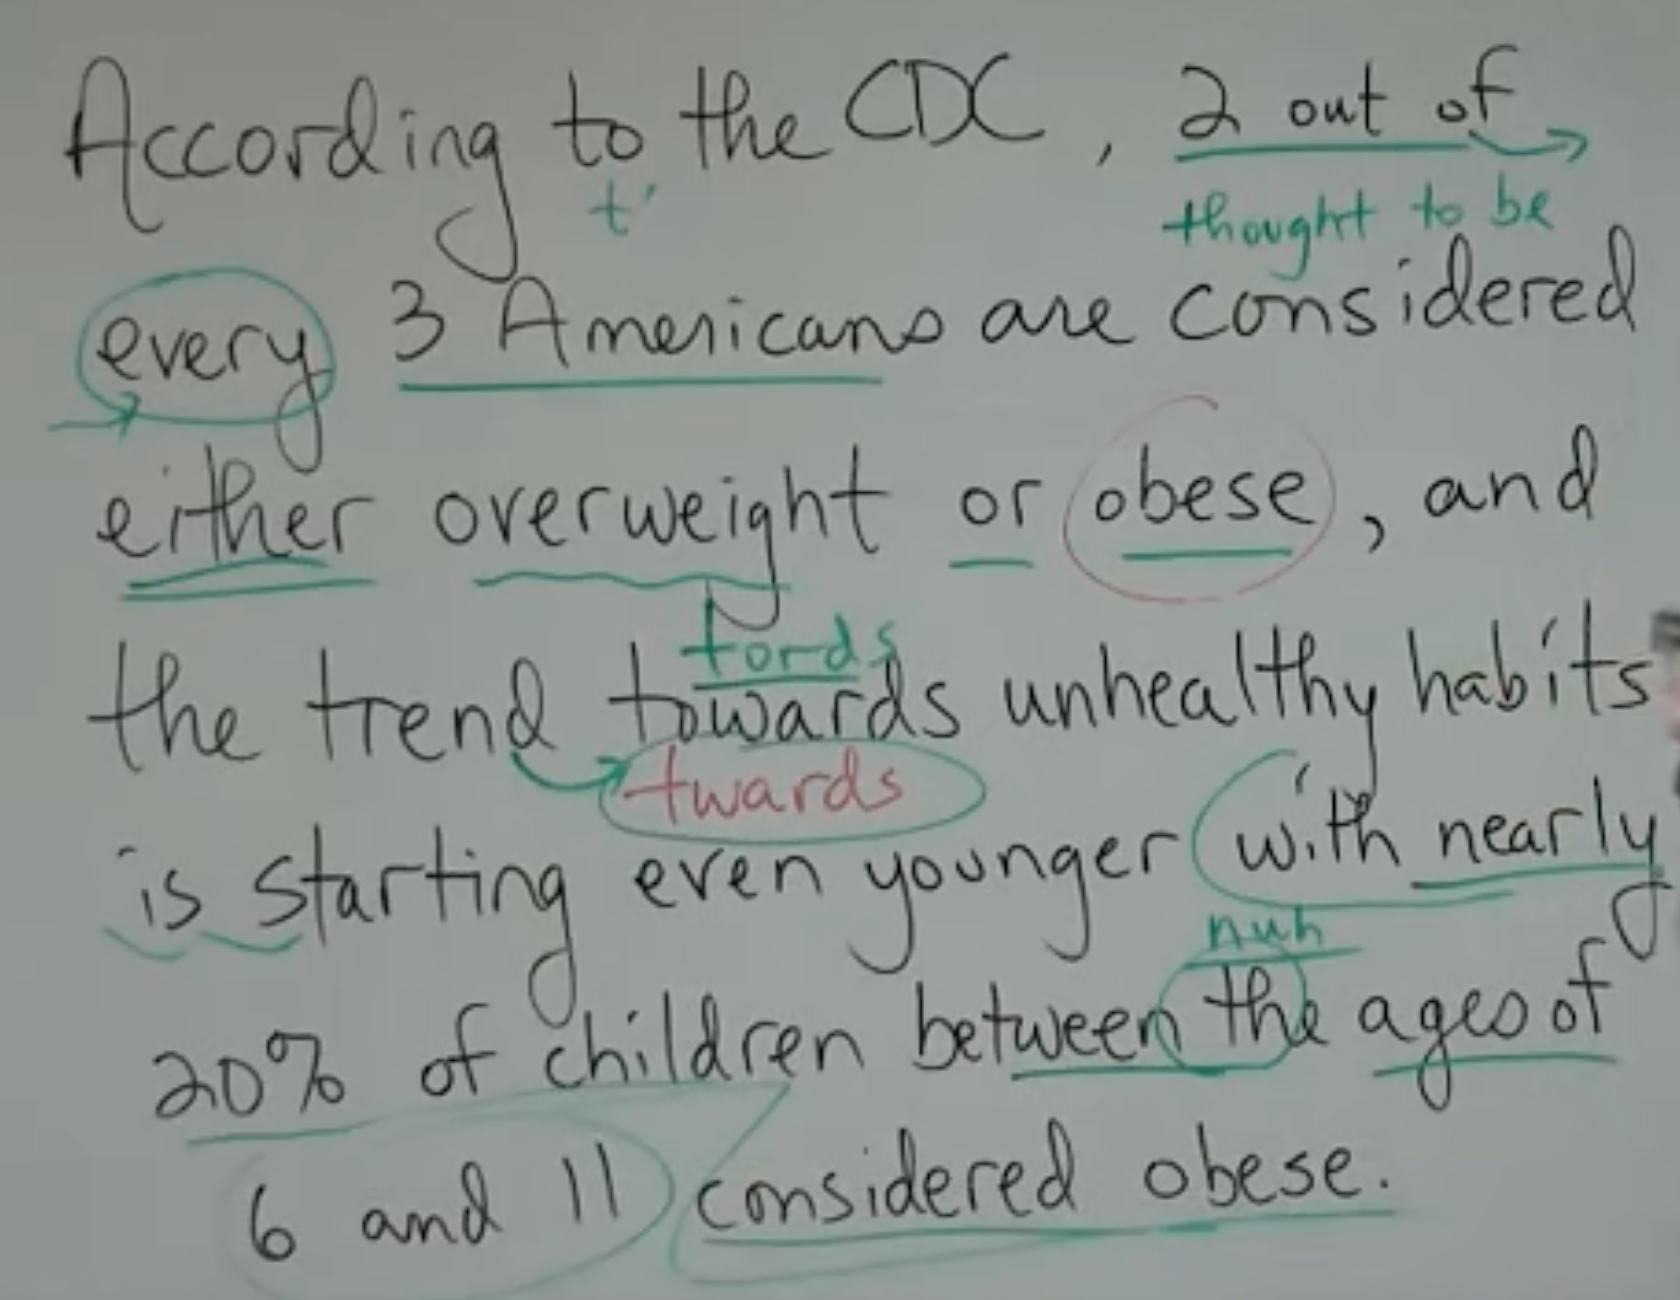 According to the CDC, 2 out of
t'
thought to be
every 3 Americans are considered
either overweight or obese, and
tords
the trend towards unhealthy habits
twards
is starting even younger with nearly
nuh
20% of children between the ages of
6 and 11 considered obese.